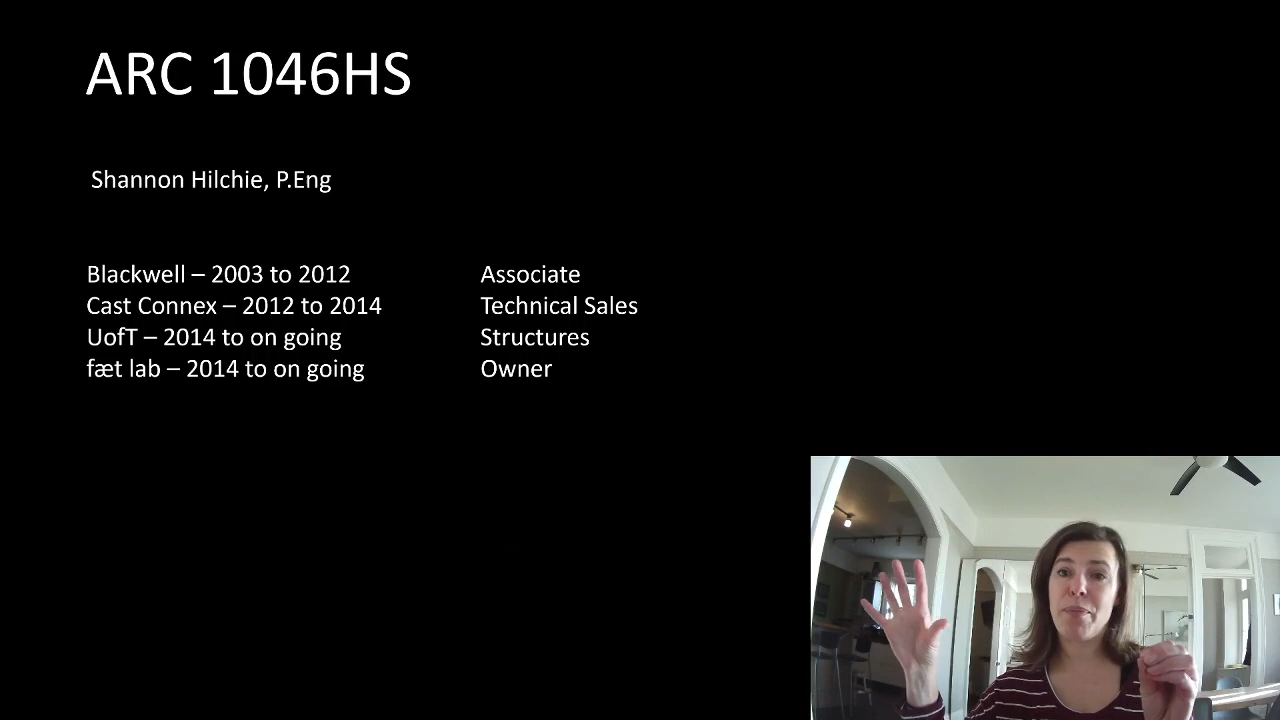 ARC 1046HS
Shannon Hilchie, P.Eng
Blackwell – 2003 to 2012 Associate
Cast Connex – 2012 to 2014 Technical Sales
UofT – 2014 to on going Structures
fæt lab – 2014 to on going Owner